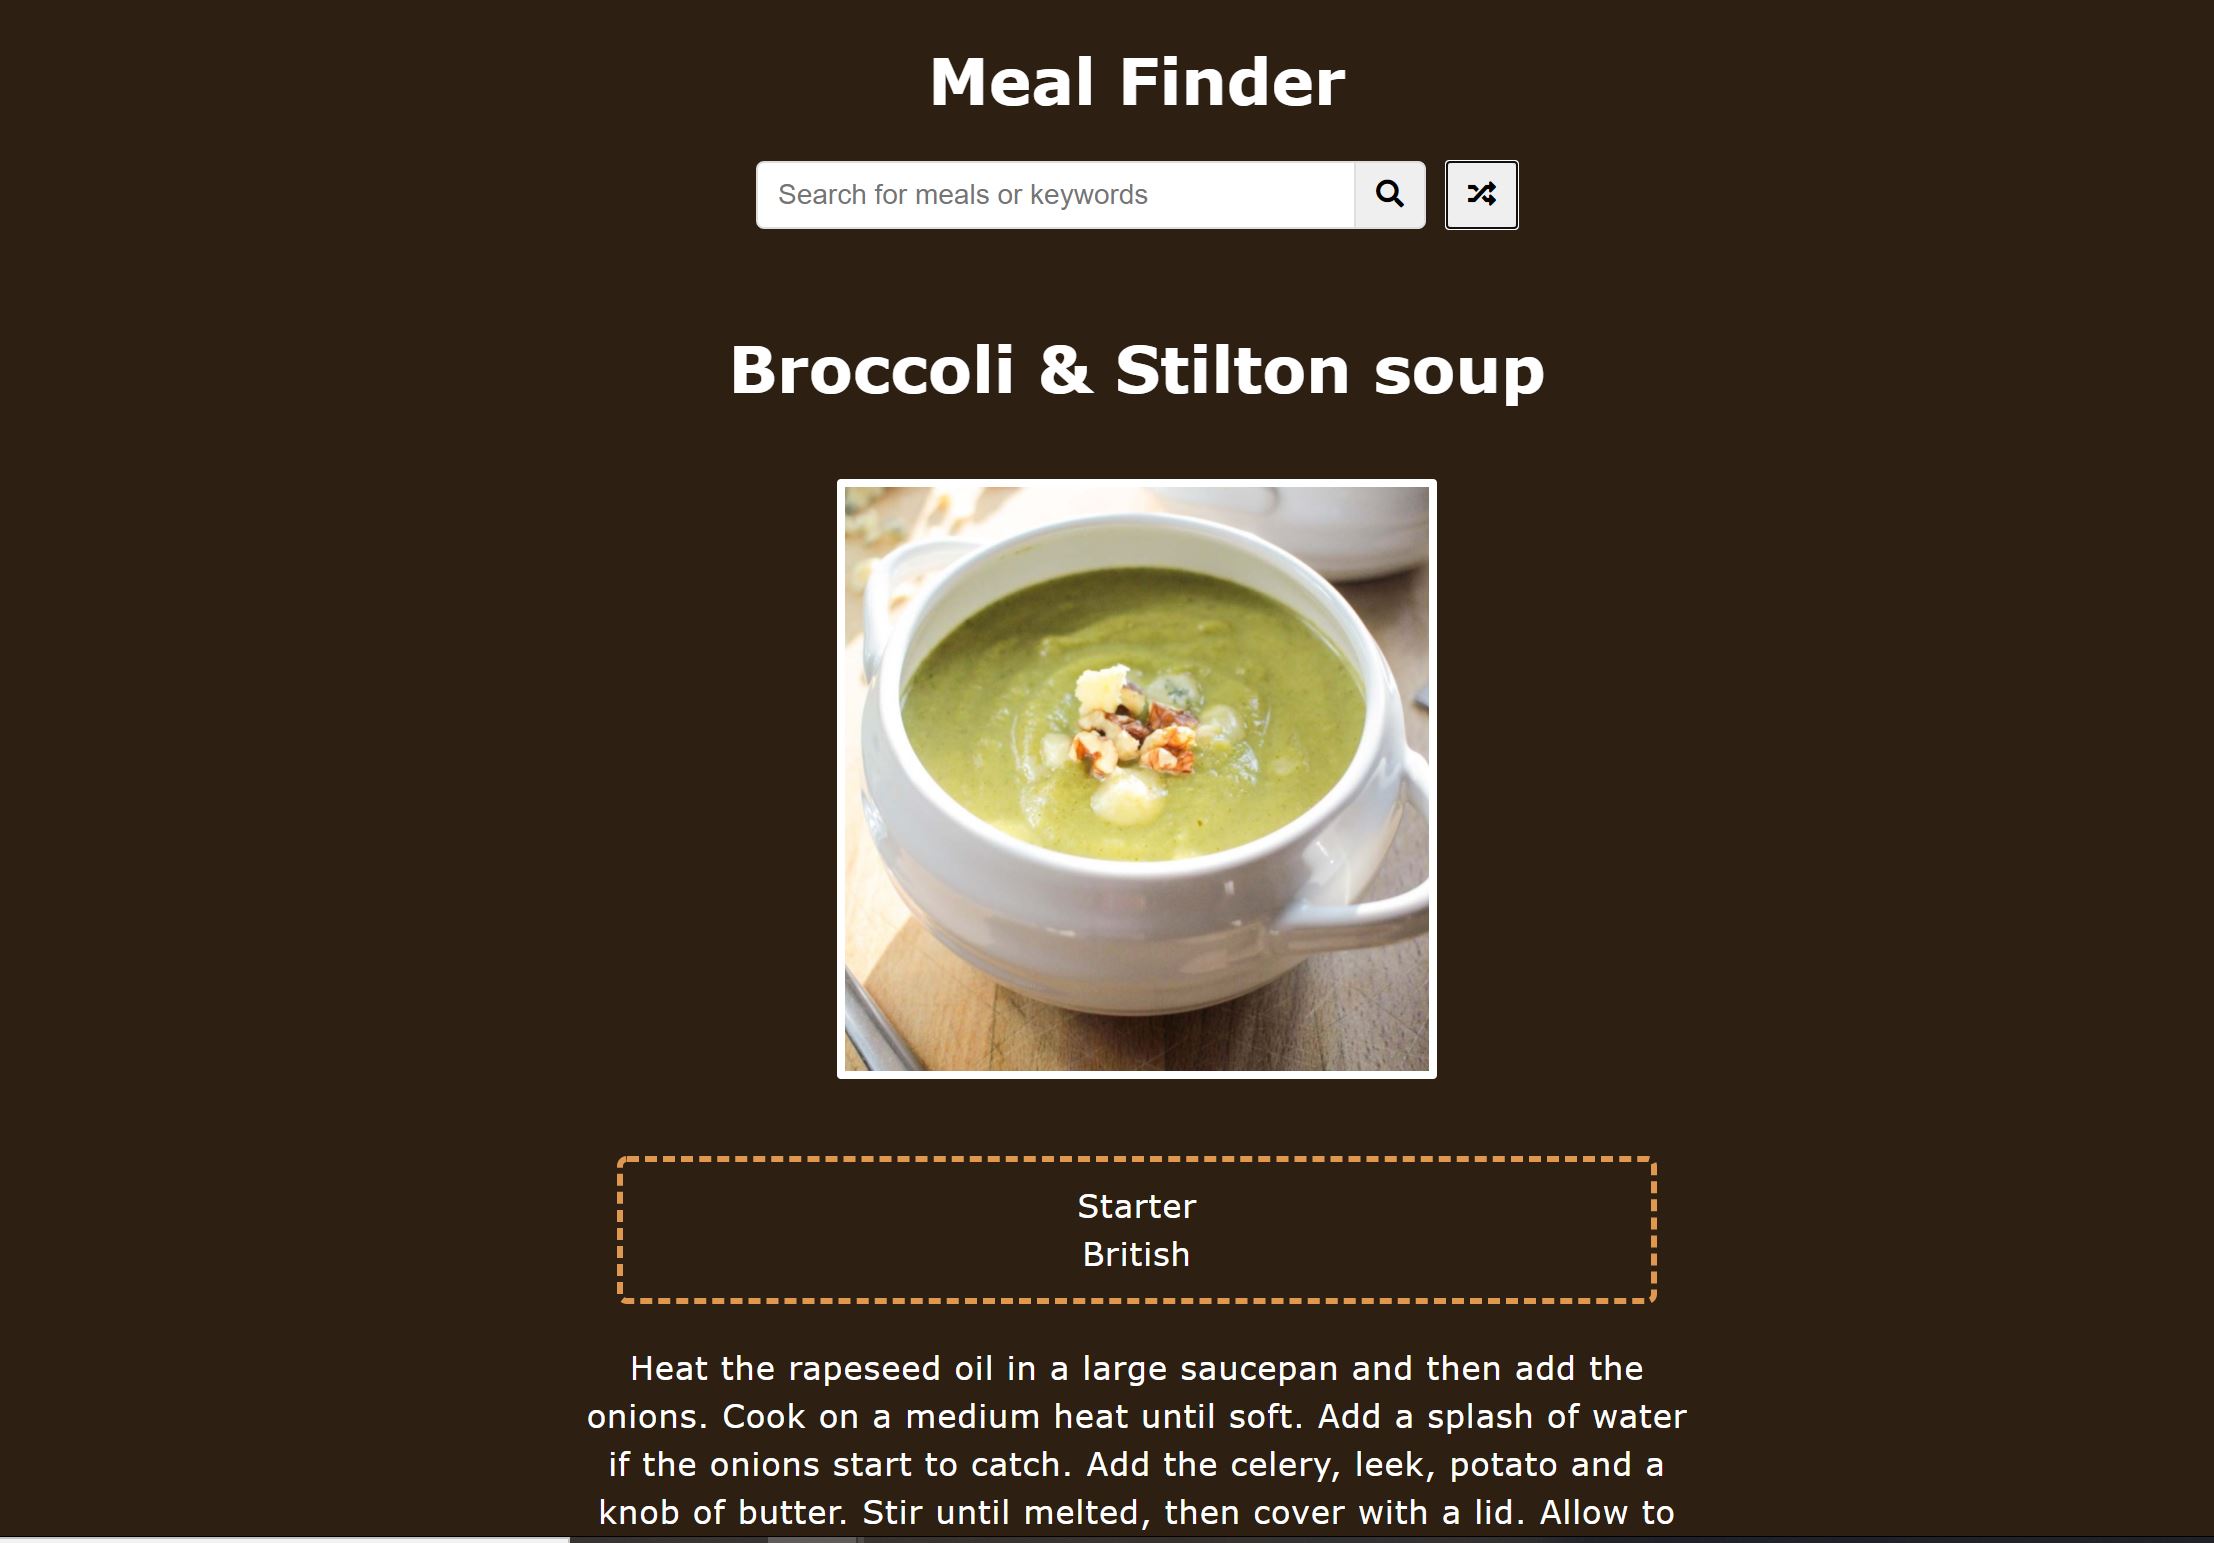 Meal Finder
Search for meals or keywords
Broccoli & Stilton soup
Starter
British
Heat the rapeseed oil in a large saucepan and then add the
onions. Cook on a medium heat until soft. Add a splash of water
if the onions start to catch. Add the celery, leek, potato and a
knob of butter. Stir until melted, then cover with a lid. Allow to